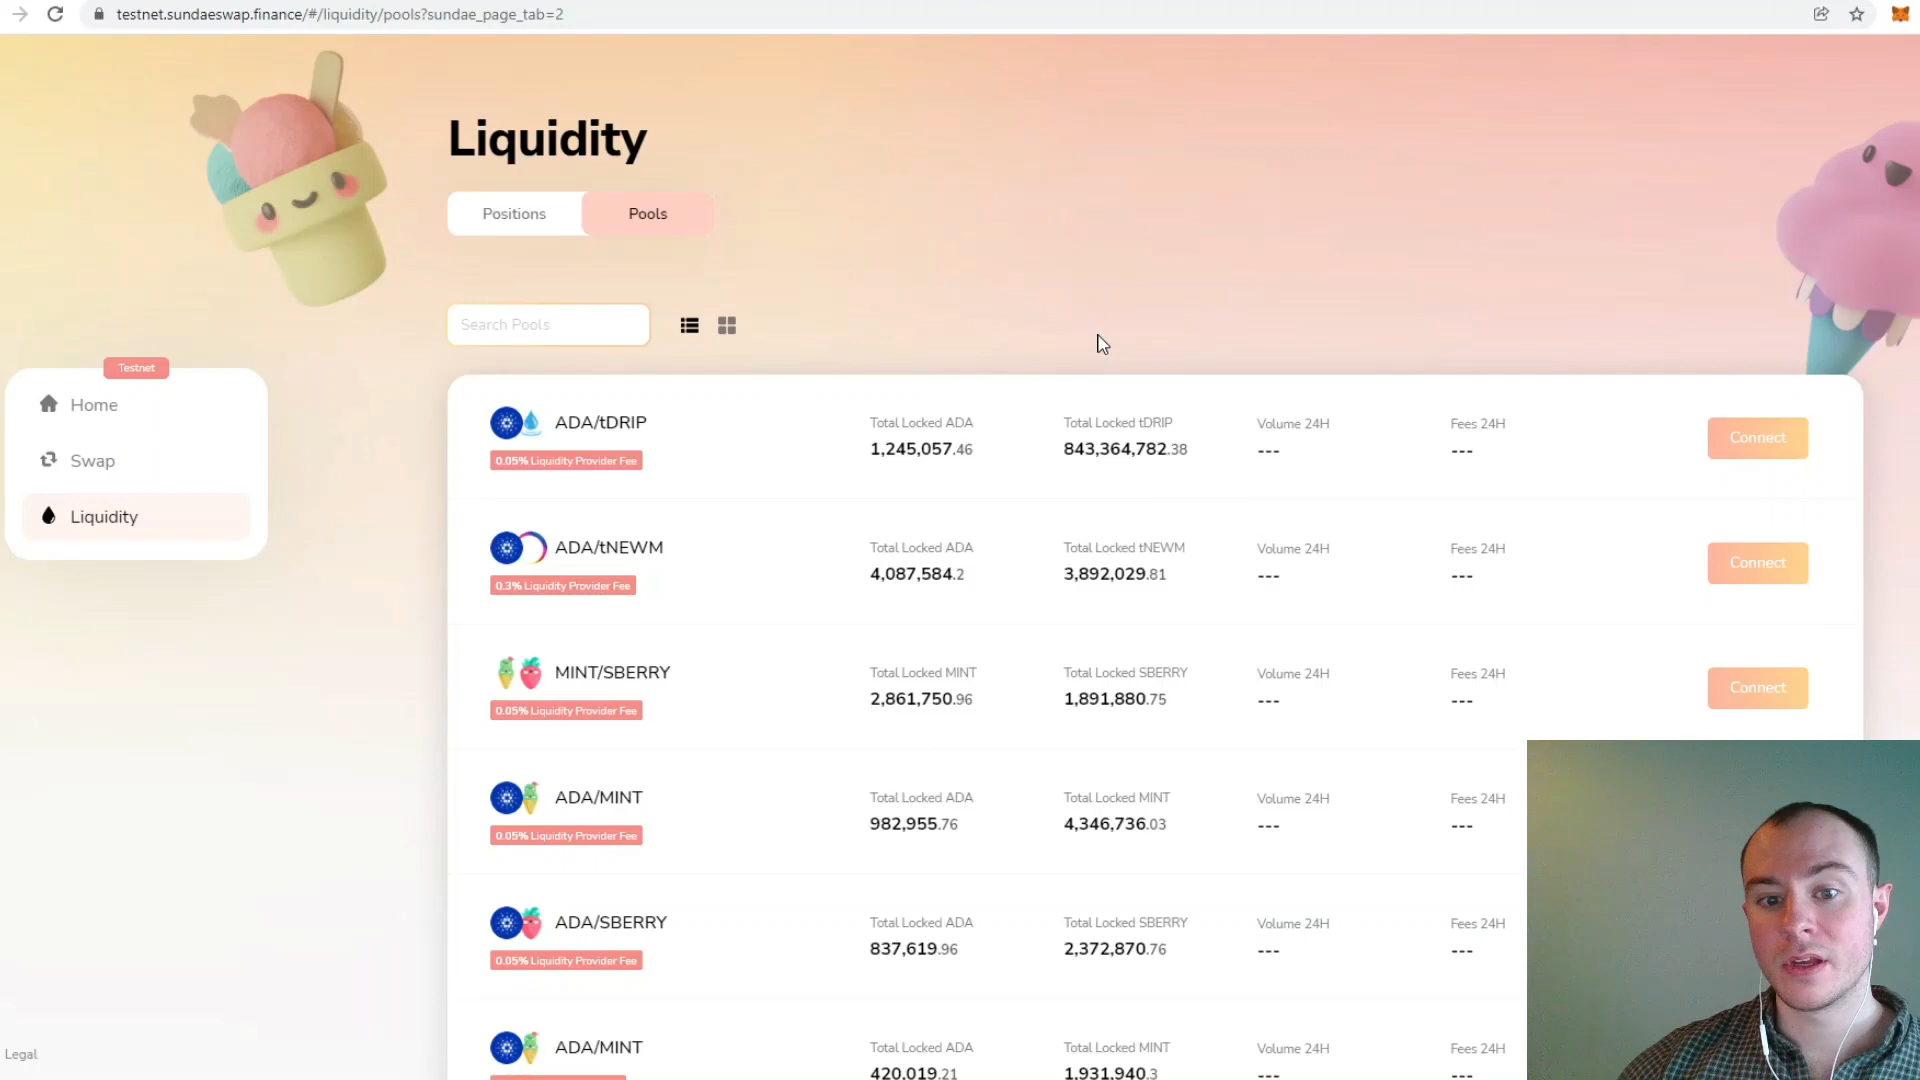 testnet.sundaeswap.finance/#/liquidity/pools?sundae_page_tab=2
Liquidity
Positions
Pools
Search Pools
Testnet
Home
Swap
Liquidity
ADA/tDRIP
0.05% Liquidity Provider Fee
Total Locked ADA
1,245,057.46
Total Locked tDRIP
843,364,782.38
Volume 24H
---
Fees 24H
---
Connect
ADA/tNEWM
0.3% Liquidity Provider Fee
Total Locked ADA
4,087,584.2
Total Locked tNEWM
3,892,029.81
Volume 24H
---
Fees 24H
---
Connect
MINT/SBERRY
0.05% Liquidity Provider Fee
Total Locked MINT
2,861,750.96
Total Locked SBERRY
1,891,880.75
Volume 24H
---
Fees 24H
---
Connect
ADA/MINT
0.05% Liquidity Provider Fee
Total Locked ADA
982,955.76
Total Locked MINT
4,346,736.03
Volume 24H
---
Fees 24H
---
ADA/SBERRY
0.05% Liquidity Provider Fee
Total Locked ADA
837,619.96
Total Locked SBERRY
2,372,870.76
Volume 24H
---
Fees 24H
---
ADA/MINT
Total Locked ADA
420,019.21
Total Locked MINT
1,931,940.3
Volume 24H
---
Fees 24H
---
Legal